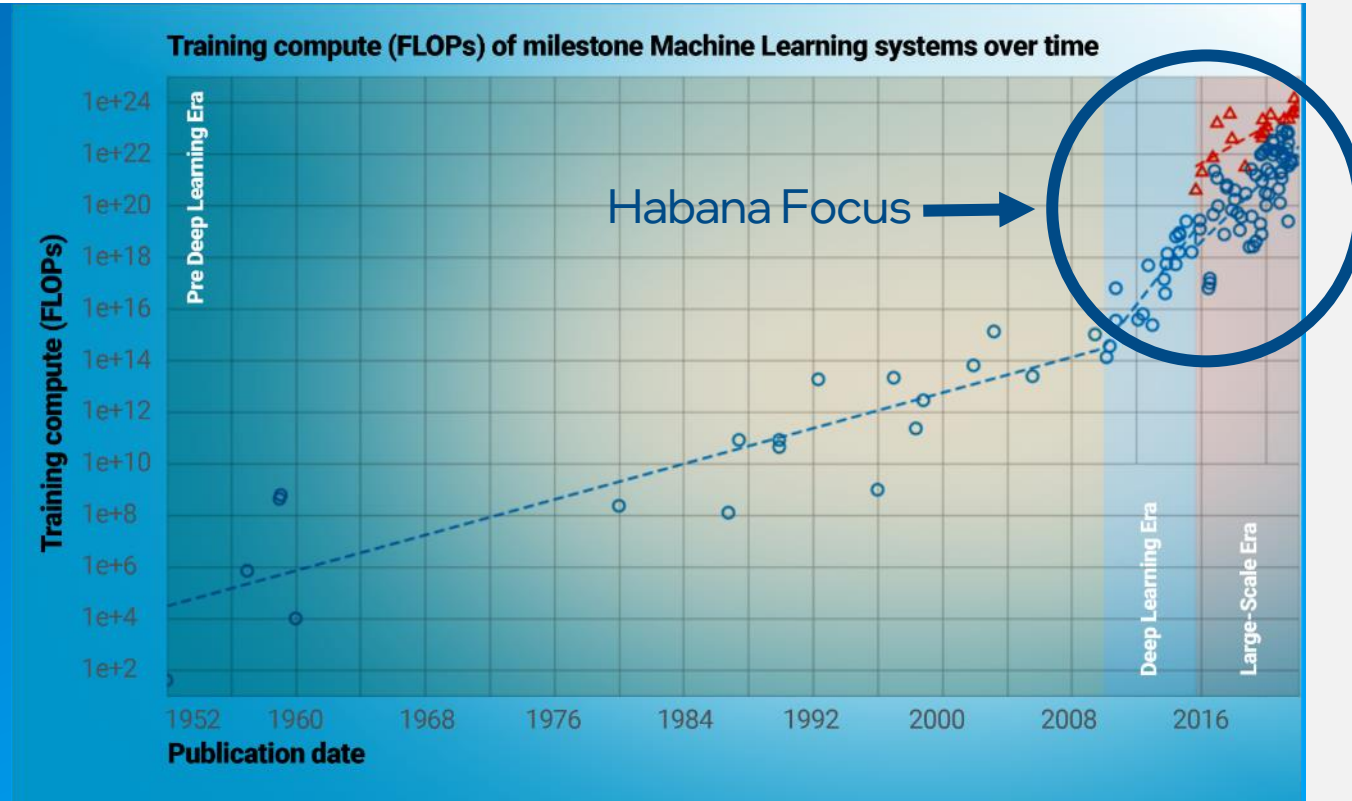 Training compute (FLOPs) of milestone Machine Learning systems over time
Training compute (FLOPs)
1e+24
1e+22
1e+20
1e+18
1e+16
1e+14
1e+12
1e+10
1e+8
1e+6
1e+4
1e+2
Pre Deep Learning Era
Habana Focus
Deep Learning Era
Large-Scale Era
1952 1960 1968 1976 1984 1992 2000 2008 2016
Publication date